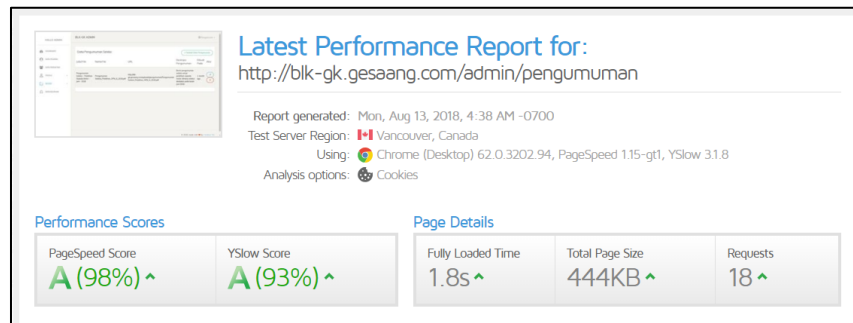 Latest Performance Report for:
http://blk-gk.gesaang.com/admin/pengumuman
Report generated: Mon, Aug 13, 2018, 4:38 AM -0700
Test Server Region: Vancouver, Canada
Using: Chrome (Desktop) 62.0.3202.94, PageSpeed 1.15-gt1, YSlow 3.1.8
Analysis options: Cookies
Performance Scores
PageSpeed Score
A (98%)
YSlow Score
A (93%)
Page Details
Fully Loaded Time
1.8s
Total Page Size
444KB
Requests
18